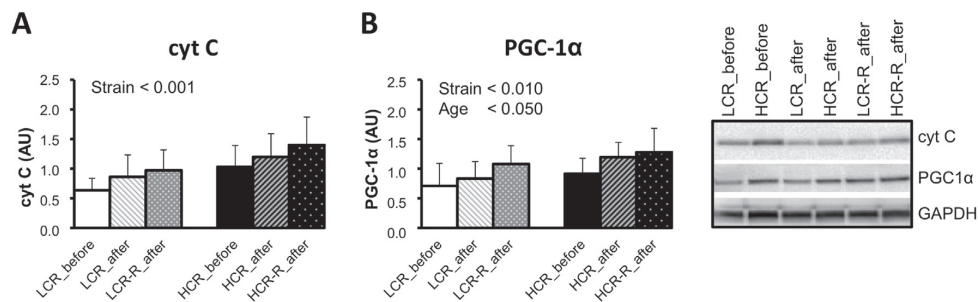 A
cyt C
Strain < 0.001
cyt C (AU)
2.5
2.0
1.5
1.0
0.5
0.0
LCR_before
LCR_after
LCR-R_after
HCR_before
HCR_after
HCR-R_after
B
PGC-1α
Strain < 0.010
Age < 0.050
PGC-1α (AU)
2.5
2.0
1.5
1.0
0.5
0.0
LCR_before
LCR_after
LCR-R_after
HCR_before
HCR_after
HCR-R_after
LCR_before
HCR_before
LCR_after
HCR_after
LCR-R_after
HCR-R_after
cyt C
PGC1α
GAPDH